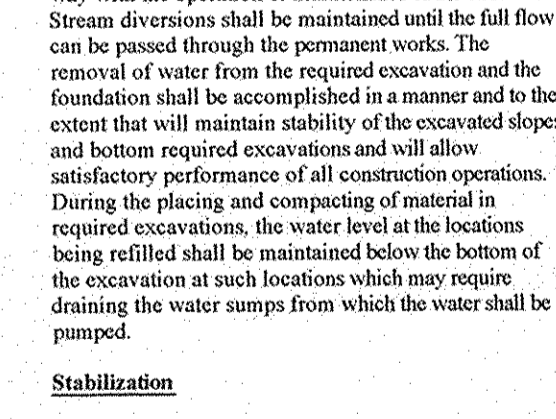 Stream diversions shall be maintained until the full flow
can be passed through the permanent works. The
removal of water from the required excavation and the
foundation shall be accomplished in a manner and to the
extent that will maintain stability of the excavated slopes
and bottom required excavations and will allow
satisfactory performance of all construction operations.
During the placing and compacting of material in
required excavations, the water level at the locations
being refilled shall be maintained below the bottom of
the excavation at such locations which may require
draining the water sumps from which the water shall be
pumped.
Stabilization